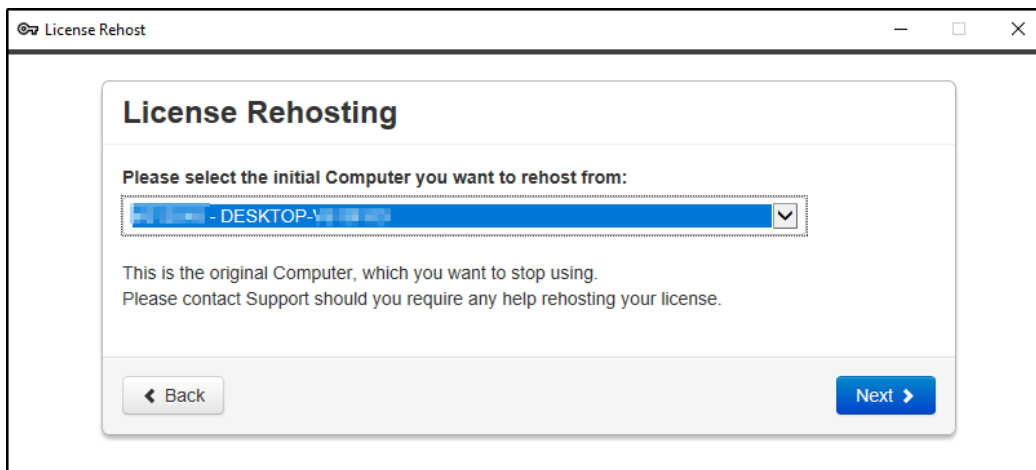 License Rehost
License Rehosting
Please select the initial Computer you want to rehost from:
- DESKTOP-
This is the original Computer, which you want to stop using.
Please contact Support should you require any help rehosting your license.
Back
Next